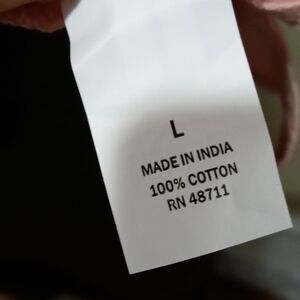 L
MADE IN INDIA
100% COTTON
RN 48711